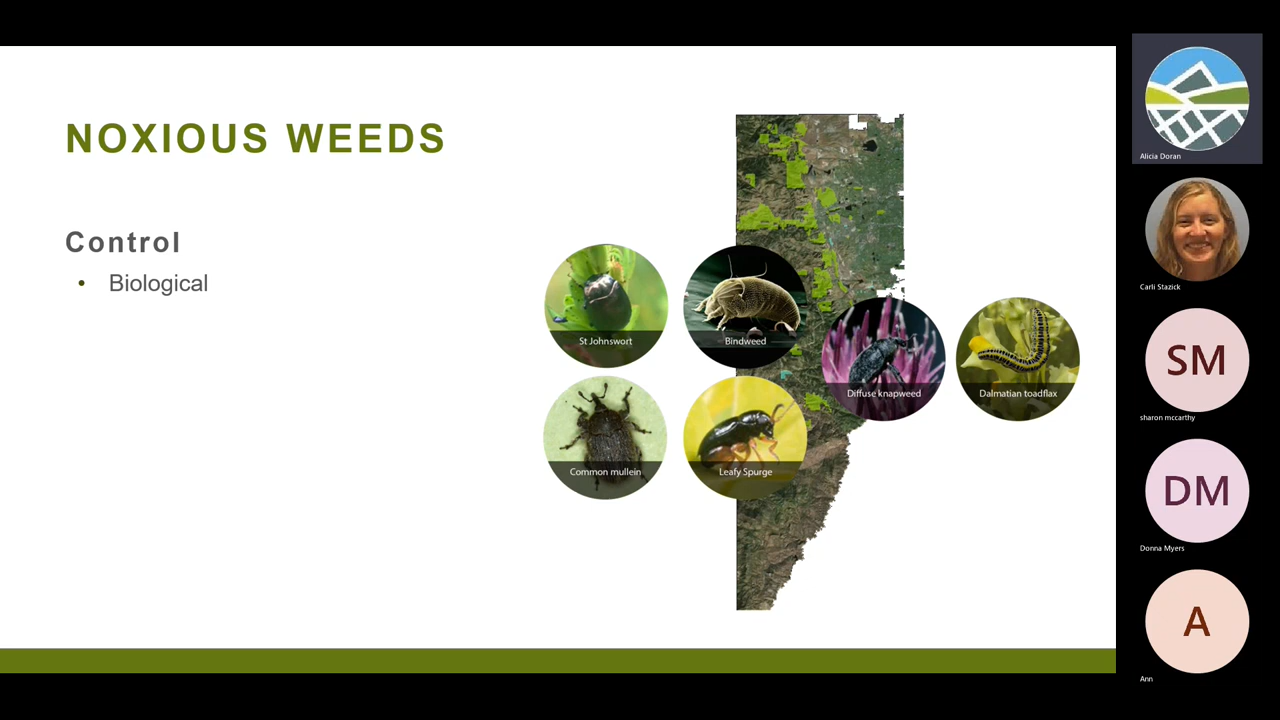 NOXIOUS WEEDS
Control
• Biological
St Johnswort
Bindweed
Diffuse knapweed
Dalmatian toadflax
Common mullein
Leafy Spurge
Alicia Doran
Carli Stazick
SM
sharon mccarthy
DM
Donna Myers
A
Ann